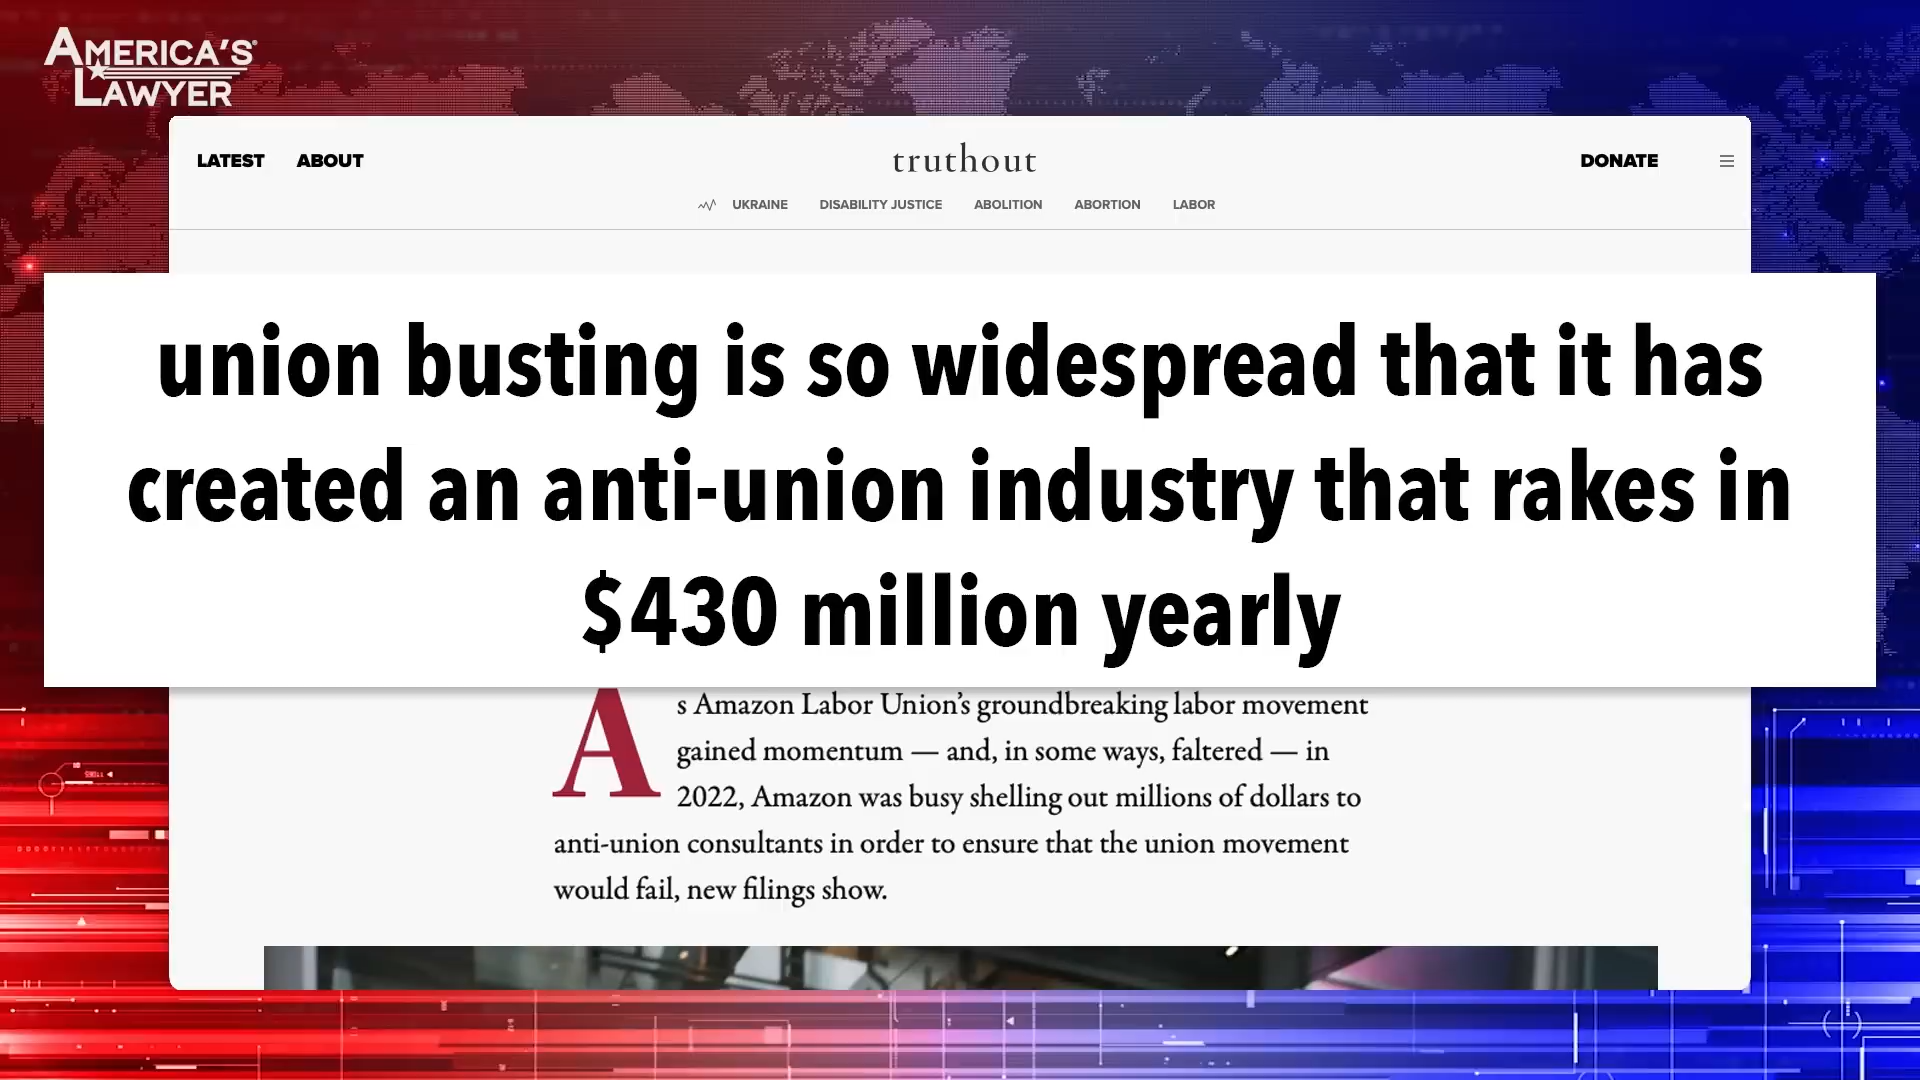 AMERICA'S
LAWYER
LATEST ABOUT truthout DONATE
UKRAINE DISABILITY JUSTICE ABOLITION ABORTION LABOR
union busting is so widespread that it has
created an anti-union industry that rakes in
$430 million yearly
As Amazon Labor Union’s groundbreaking labor movement
gained momentum — and, in some ways, faltered — in
2022, Amazon was busy shelling out millions of dollars to
anti-union consultants in order to ensure that the union movement
would fail, new filings show.